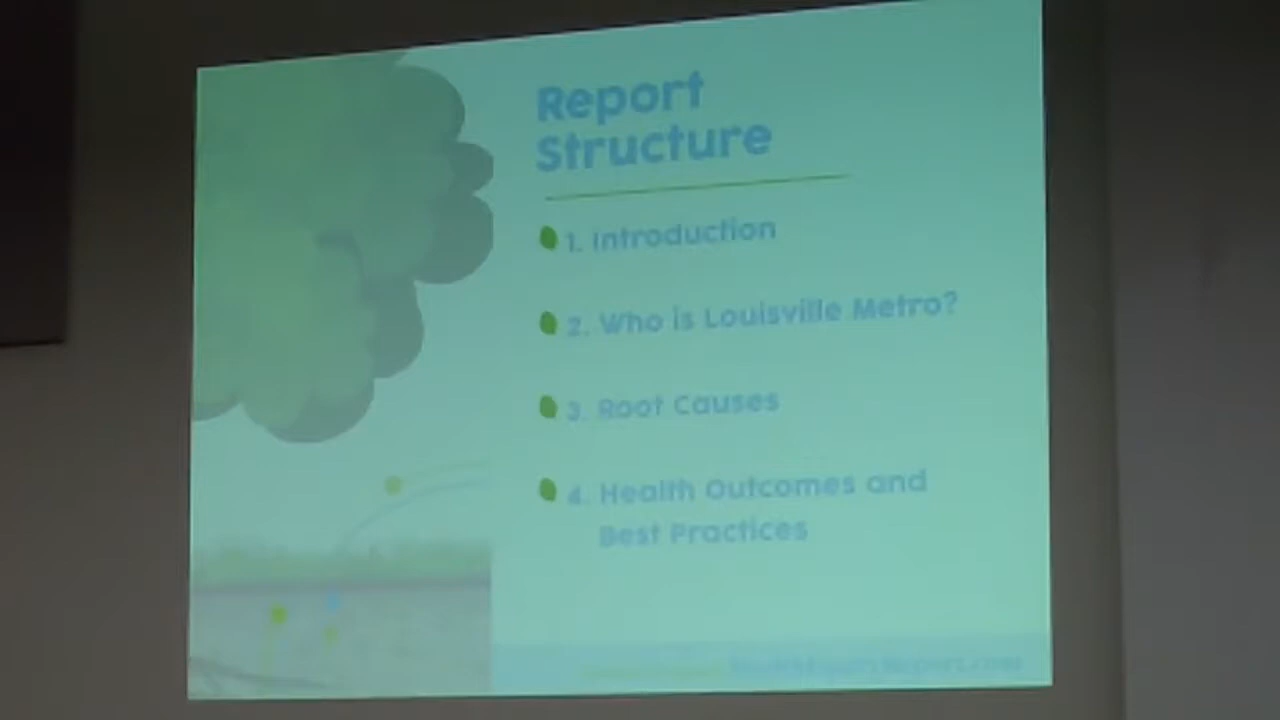 Report
Structure
1. Introduction
2. Who is Louisville Metro?
3. Root Causes
4. Health Outcomes and
Best Practices